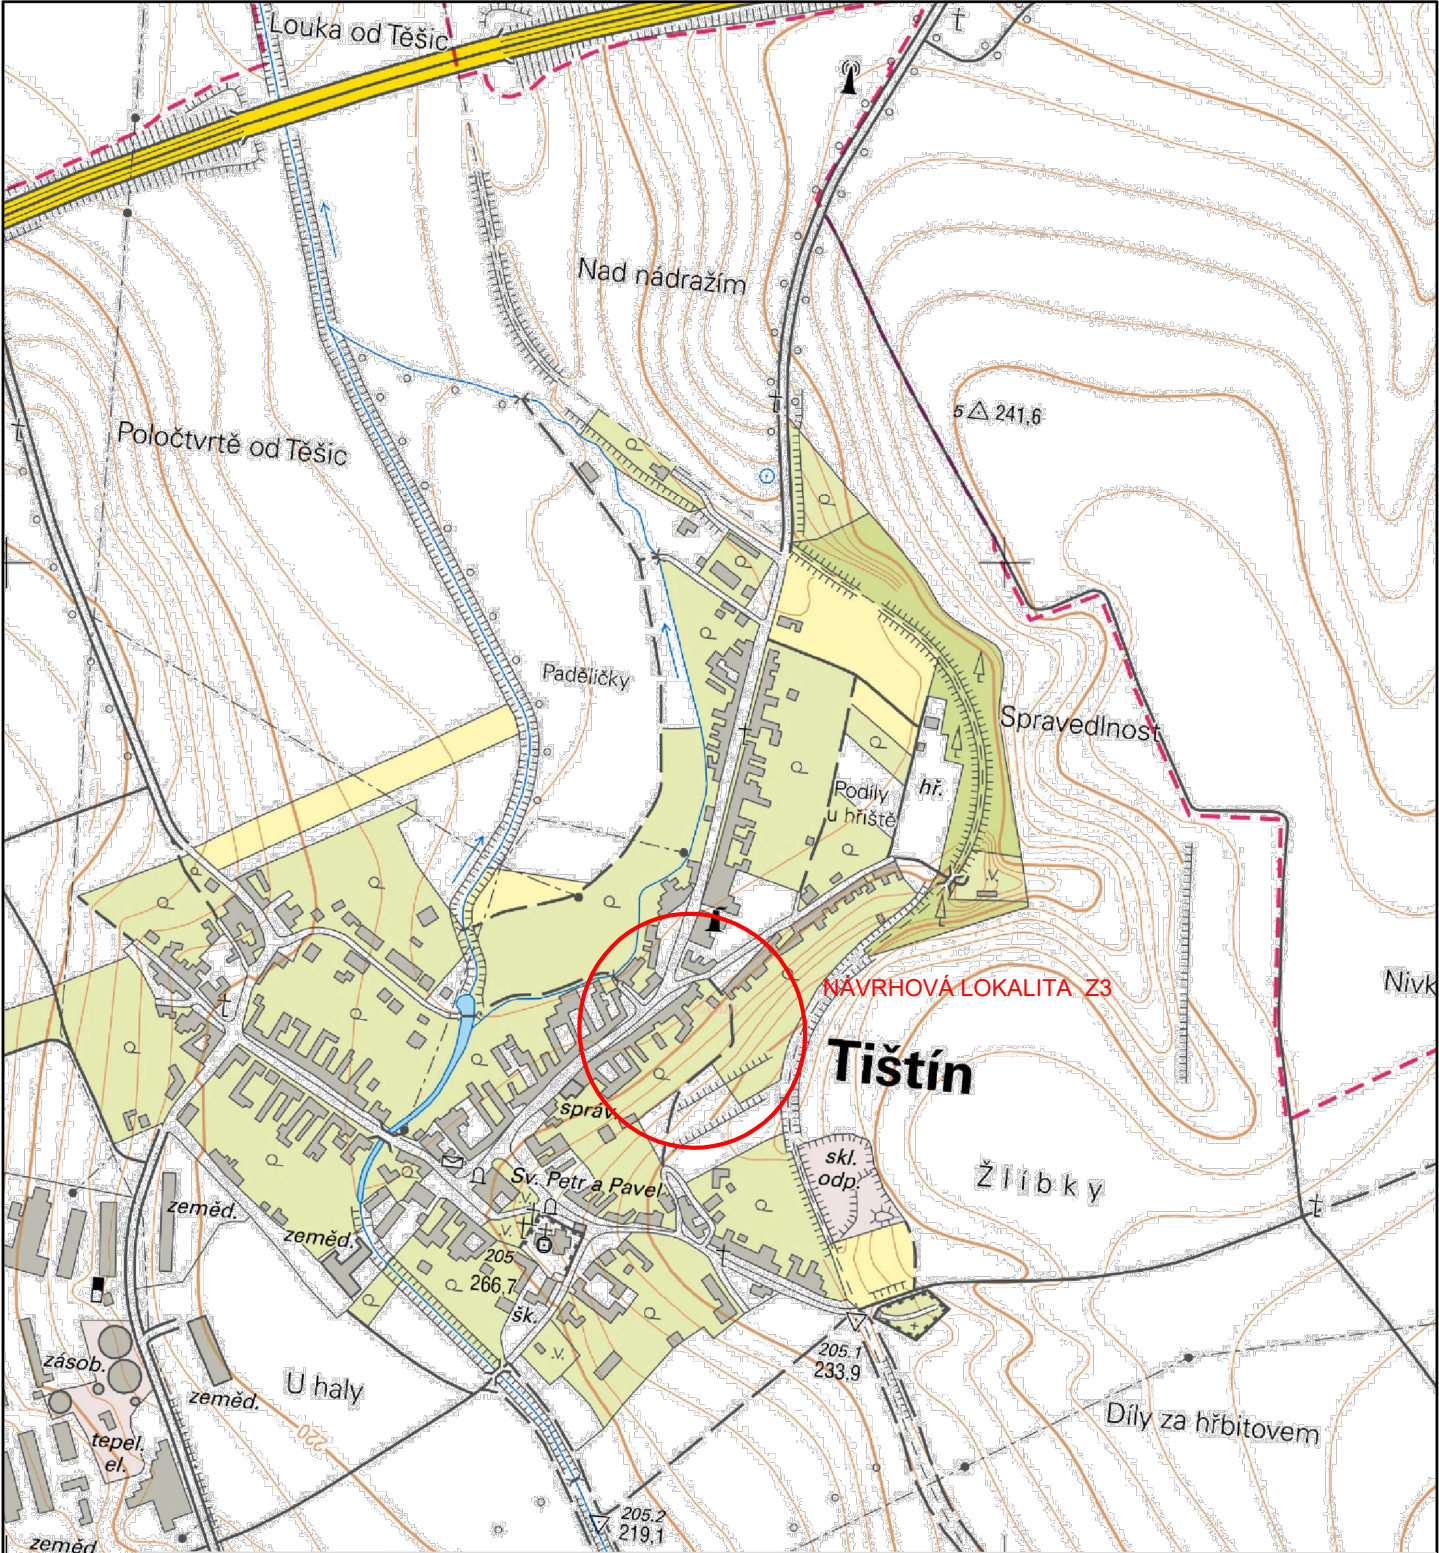 Louka od Těšic
Nad nádražím
5 241,6
Poločtvrtě od Těšic
Paděličky
Spravedlnost
Podíly
u hřiště
hř.
NÁVRHOVÁ LOKALITA Z3
Nivk
Tištín
správ.
skl.
odp.
Žlíbky
Sv. Petr a Pavel
zeměd.
zeměd.
205
266,7
šk.
205.1
233,9
zásob.
U haly
zeměd.
Díly za hřbitovem
220
tepel.
el.
205.2
219,1
zeměd